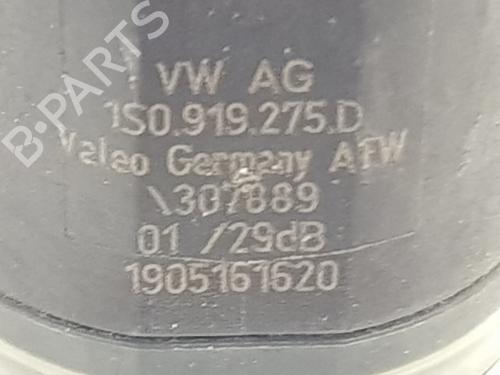 B-PARTS
VW AG
1S0.919.275.D
Valeo Germany AFW
\307889
01 /29dB
1905161620